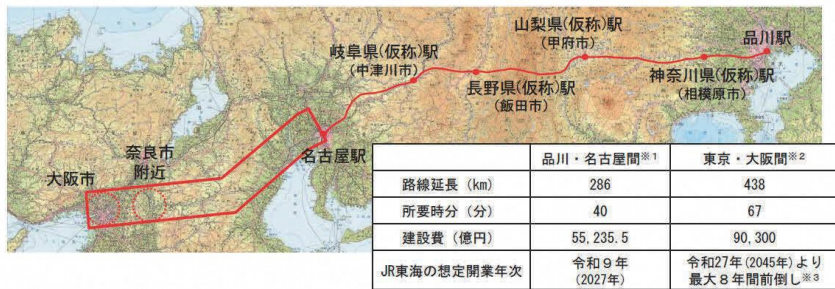 山梨県(仮称)駅
(甲府市)
品川駅
岐阜県(仮称)駅
(中津川市)
長野県(仮称)駅
(飯田市)
神奈川県(仮称)駅
(相模原市)
奈良市
附近
名古屋駅
大阪市
品川・名古屋間※1 東京・大阪間※2
路線延長 (km) 286 438
所要時分 (分) 40 67
建設費 (億円) 55,235.5 90,300
JR東海の想定開業年次 令和9年 (2027年) 令和27年(2045年)より 最大8年間前倒し※3